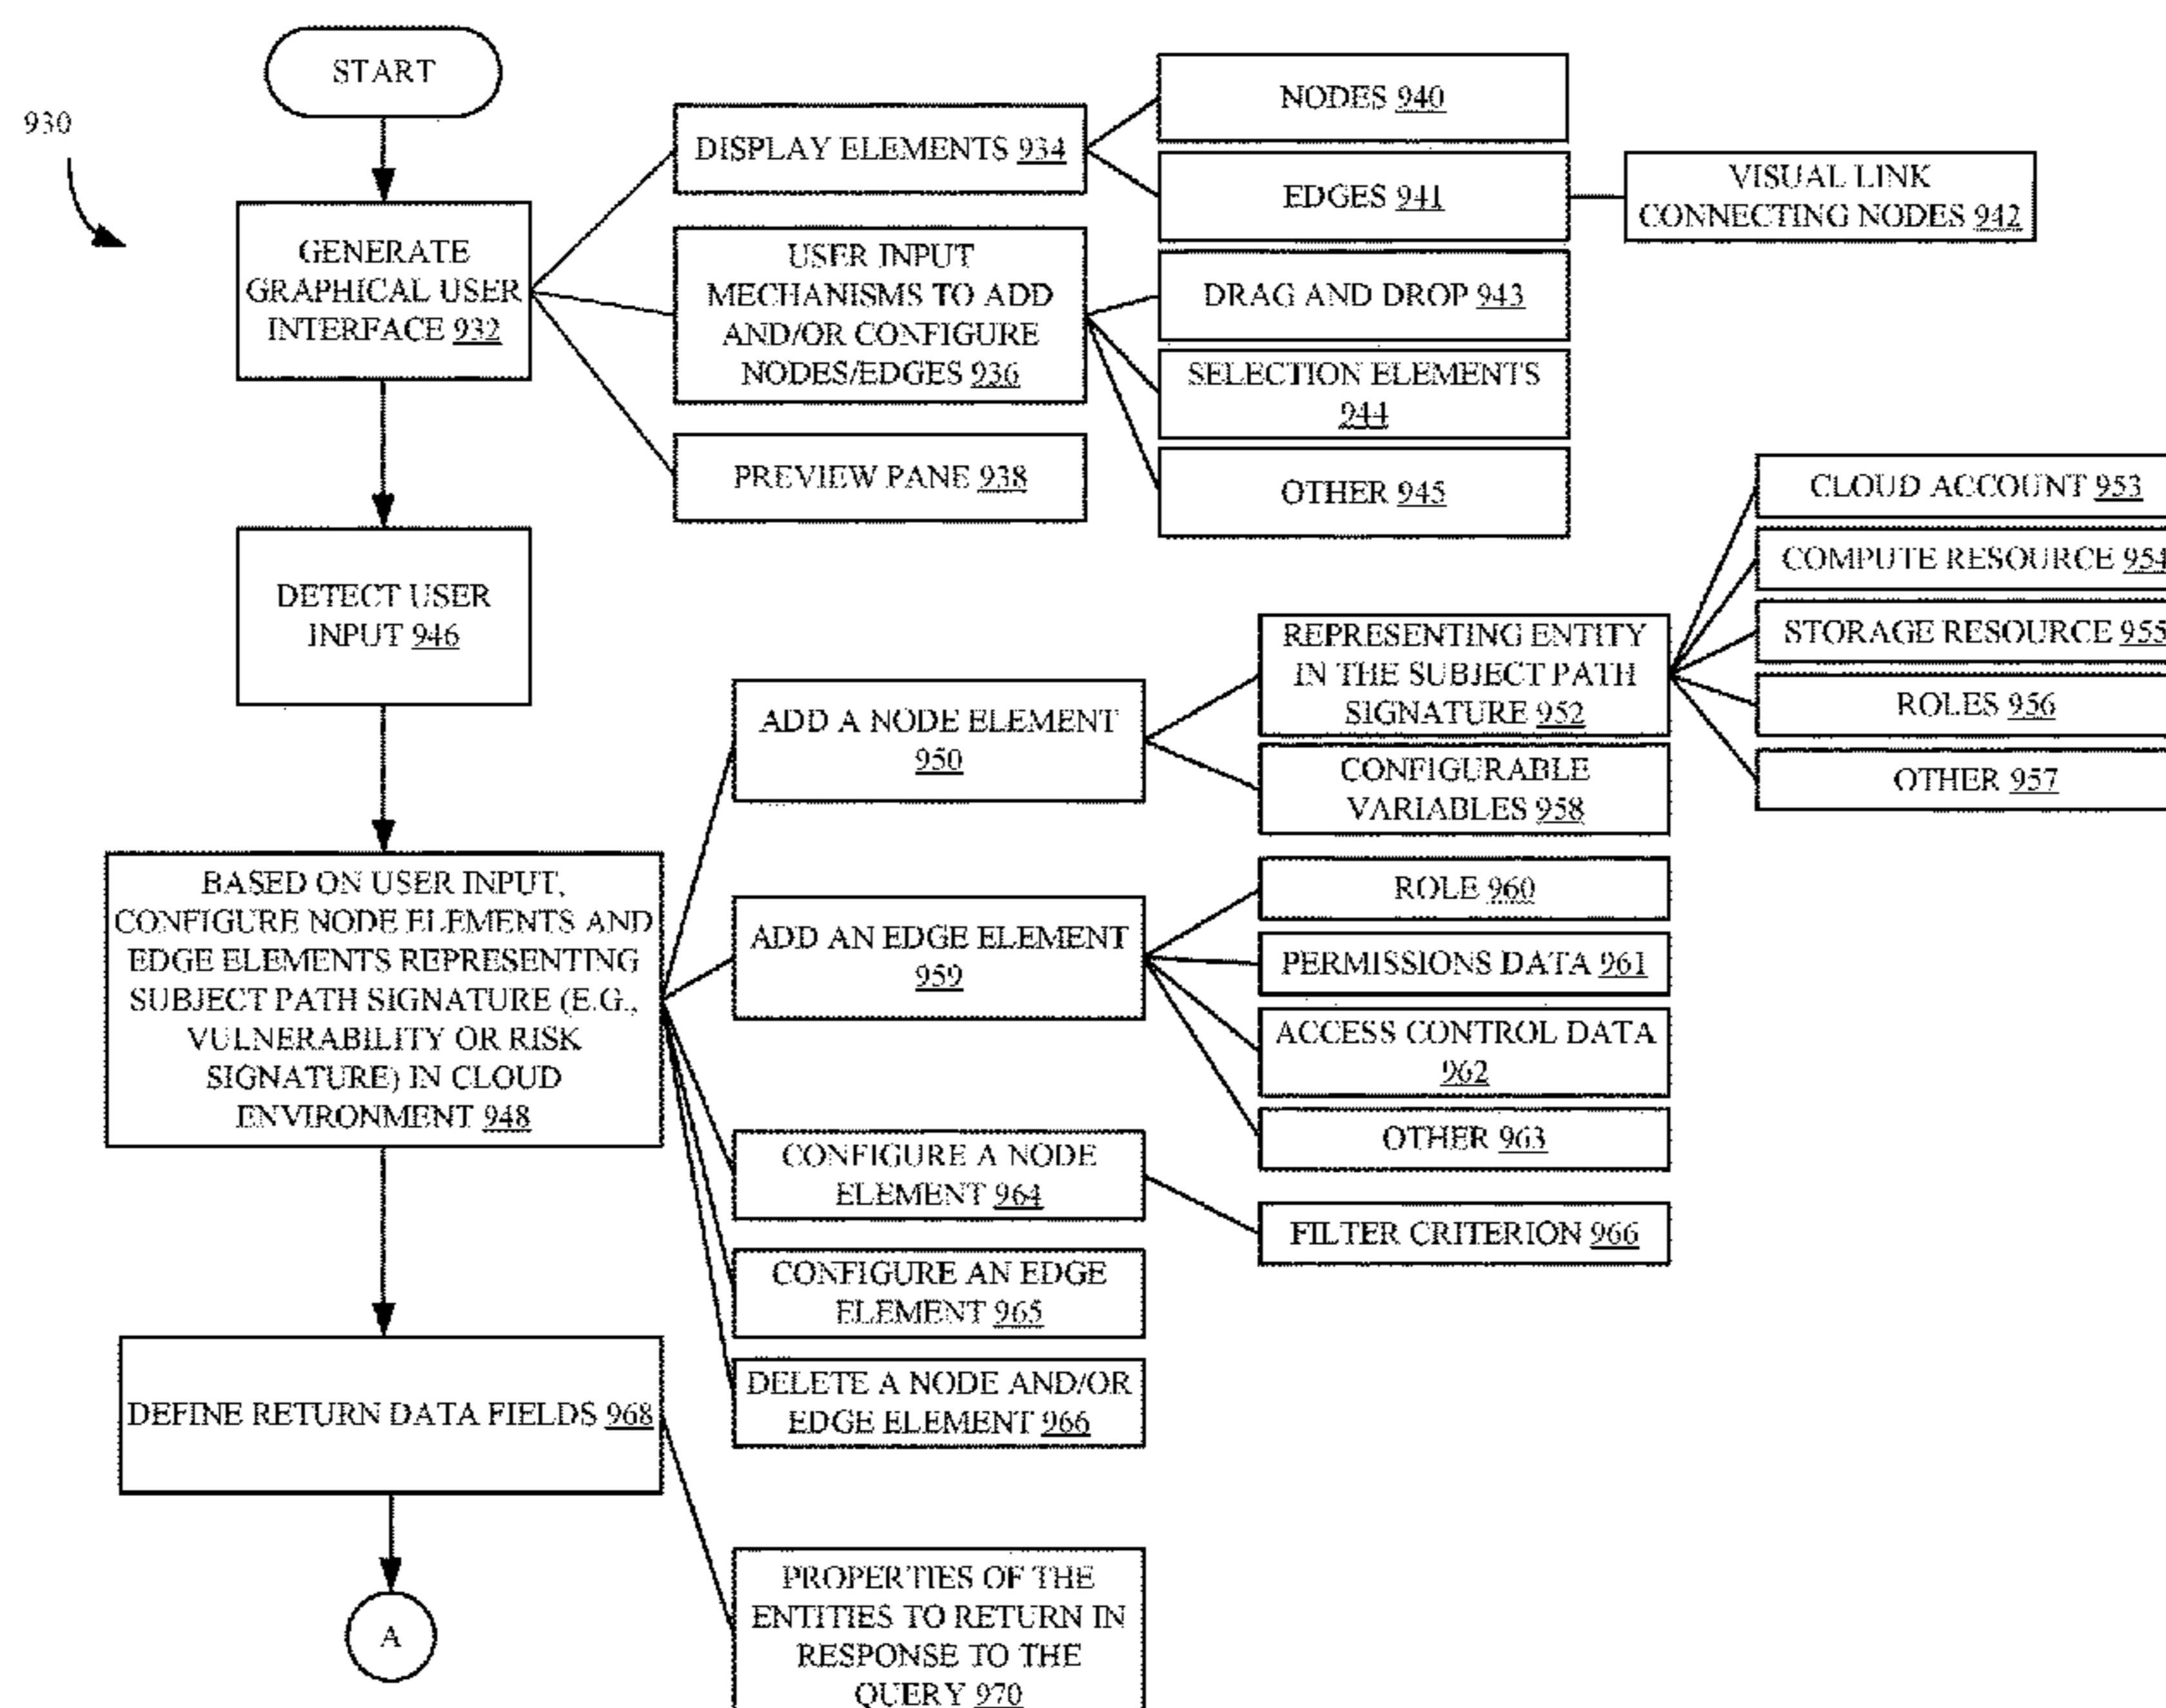 START
930
GENERATE
GRAPHICAL USER
INTERFACE 932
DISPLAY ELEMENTS 934
NODES 940
EDGES 941
VISUAL LINK
CONNECTING NODES 942
USER INPUT
MECHANISMS TO ADD
AND/OR CONFIGURE
NODES/EDGES 936
DRAG AND DROP 943
SELECTION ELEMENTS
944
OTHER 945
PREVIEW PANE 938
DETECT USER
INPUT 946
BASED ON USER INPUT,
CONFIGURE NODE ELEMENTS AND
EDGE ELEMENTS REPRESENTING
SUBJECT PATH SIGNATURE (E.G.,
VULNERABILITY OR RISK
SIGNATURE) IN CLOUD
ENVIRONMENT 948
ADD A NODE ELEMENT
950
REPRESENTING ENTITY
IN THE SUBJECT PATH
SIGNATURE 952
CLOUD ACCOUNT 953
COMPUTE RESOURCE 954
STORAGE RESOURCE 955
ROLES 956
OTHER 957
CONFIGURABLE
VARIABLES 958
ADD AN EDGE ELEMENT
959
ROLE 960
PERMISSIONS DATA 961
ACCESS CONTROL DATA
962
OTHER 963
CONFIGURE A NODE
ELEMENT 964
FILTER CRITERION 966
CONFIGURE AN EDGE
ELEMENT 965
DELETE A NODE AND/OR
EDGE ELEMENT 966
DEFINE RETURN DATA FIELDS 968
PROPERTIES OF THE
ENTITIES TO RETURN IN
RESPONSE TO THE
QUERY 970
A